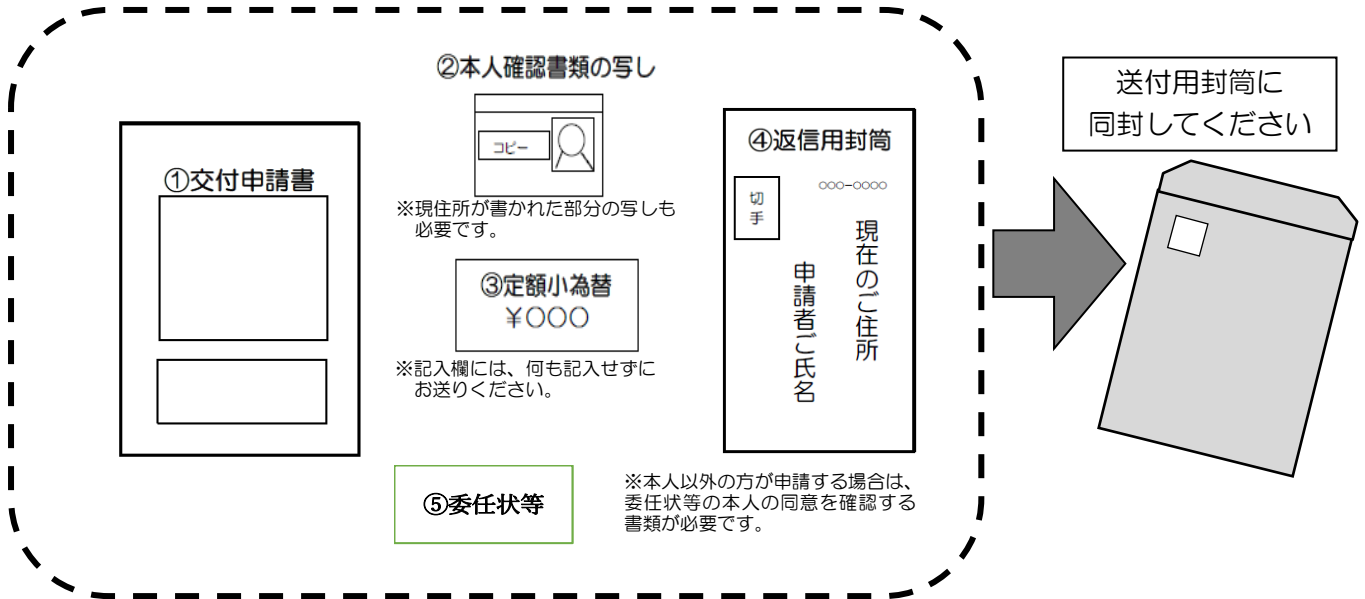 ①交付申請書
②本人確認書類の写し
コピー
※現住所が書かれた部分の写しも
必要です。
③定額小為替
¥○○○
※記入欄には、何も記入せずに
お送りください。
④返信用封筒
切手
○○○-○○○○
現在のご住所
申請者ご氏名
⑤委任状等
※本人以外の方が申請する場合は、
委任状等の本人の同意を確認する
書類が必要です。
送付用封筒に
同封してください